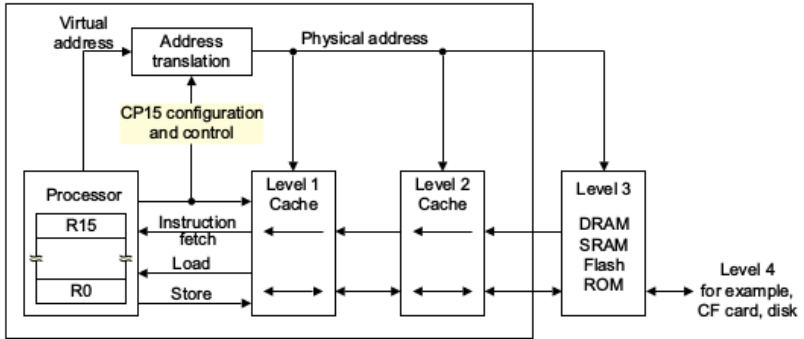 Virtual
address
Address
translation
Physical address
CP15 configuration
and control
Processor
R15
R0
Instruction
fetch
Load
Store
Level 1
Cache
Level 2
Cache
Level 3
DRAM
SRAM
Flash
ROM
Level 4
for example,
CF card, disk